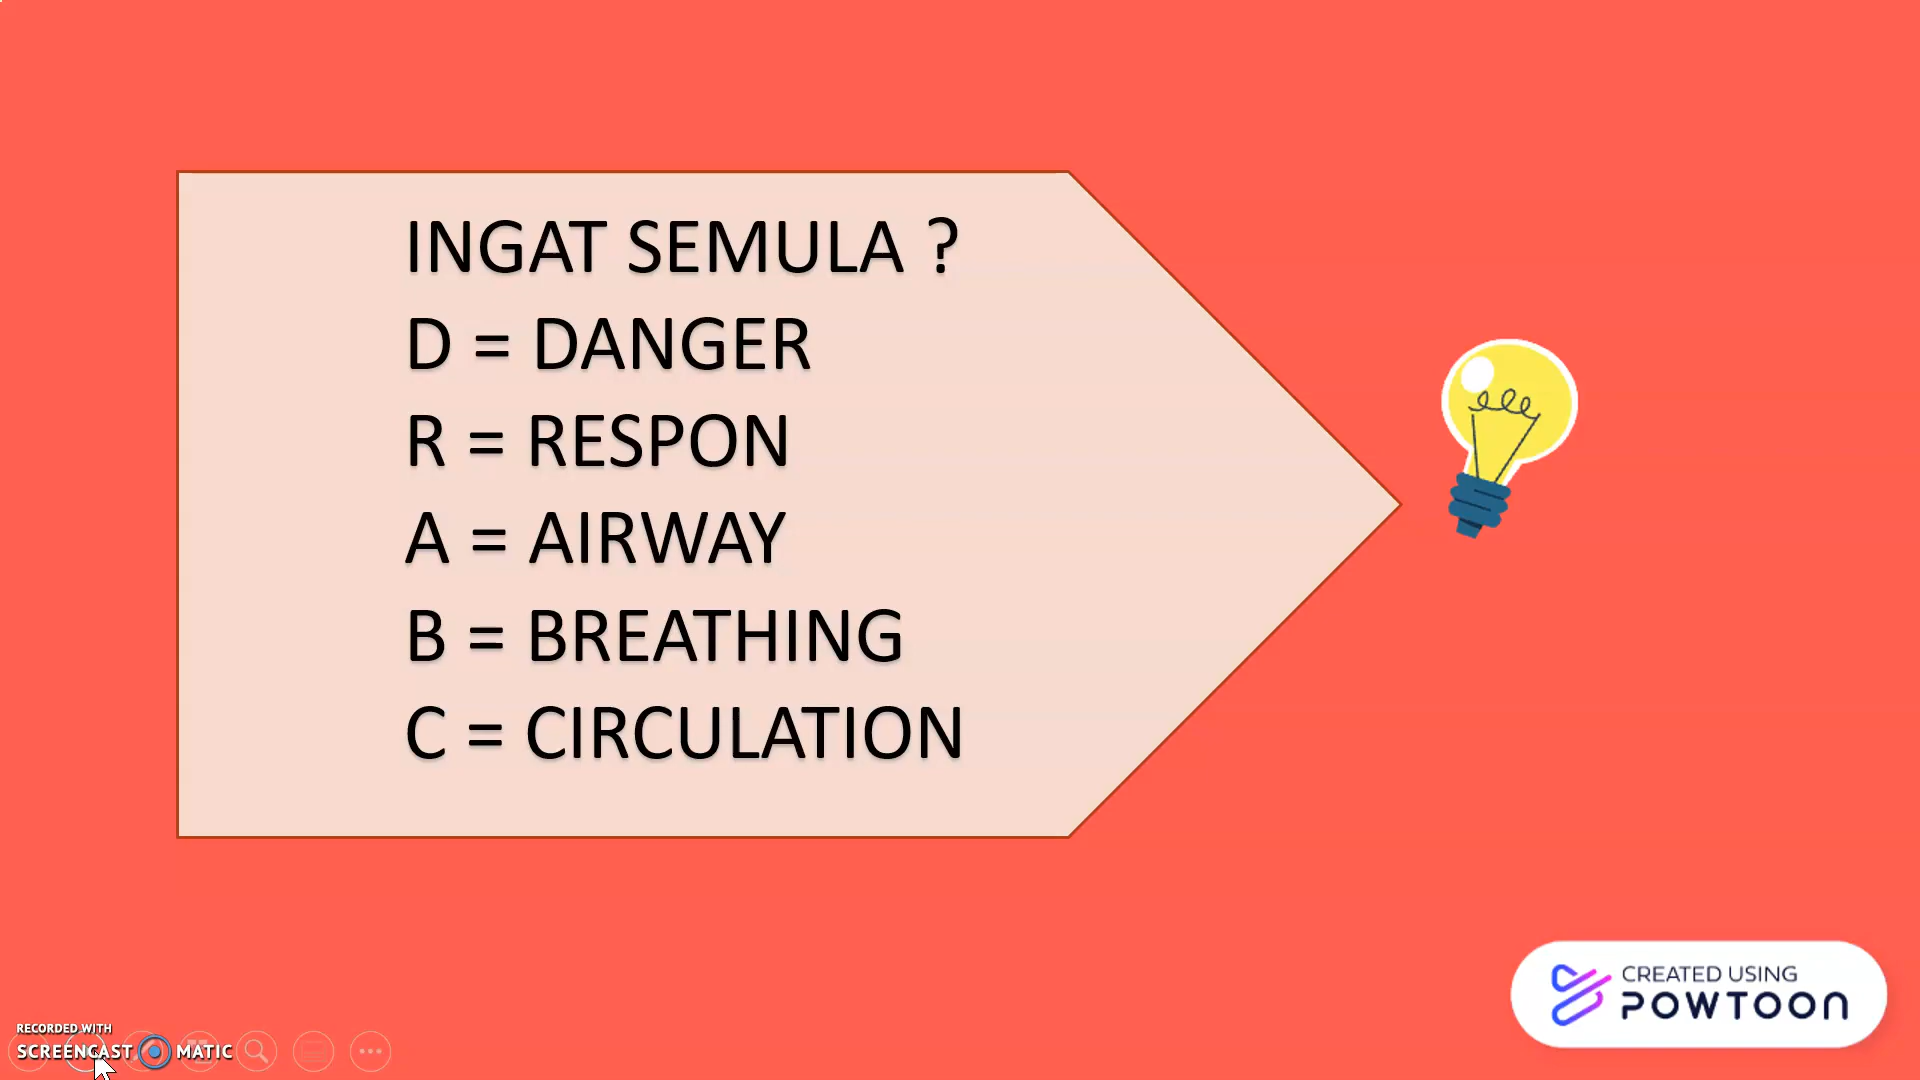 INGAT SEMULA ?
D = DANGER
R = RESPON
A = AIRWAY
B = BREATHING
C = CIRCULATION
CREATED USING
POWTOON
RECORDED WITH
SCREENCAST MATIC